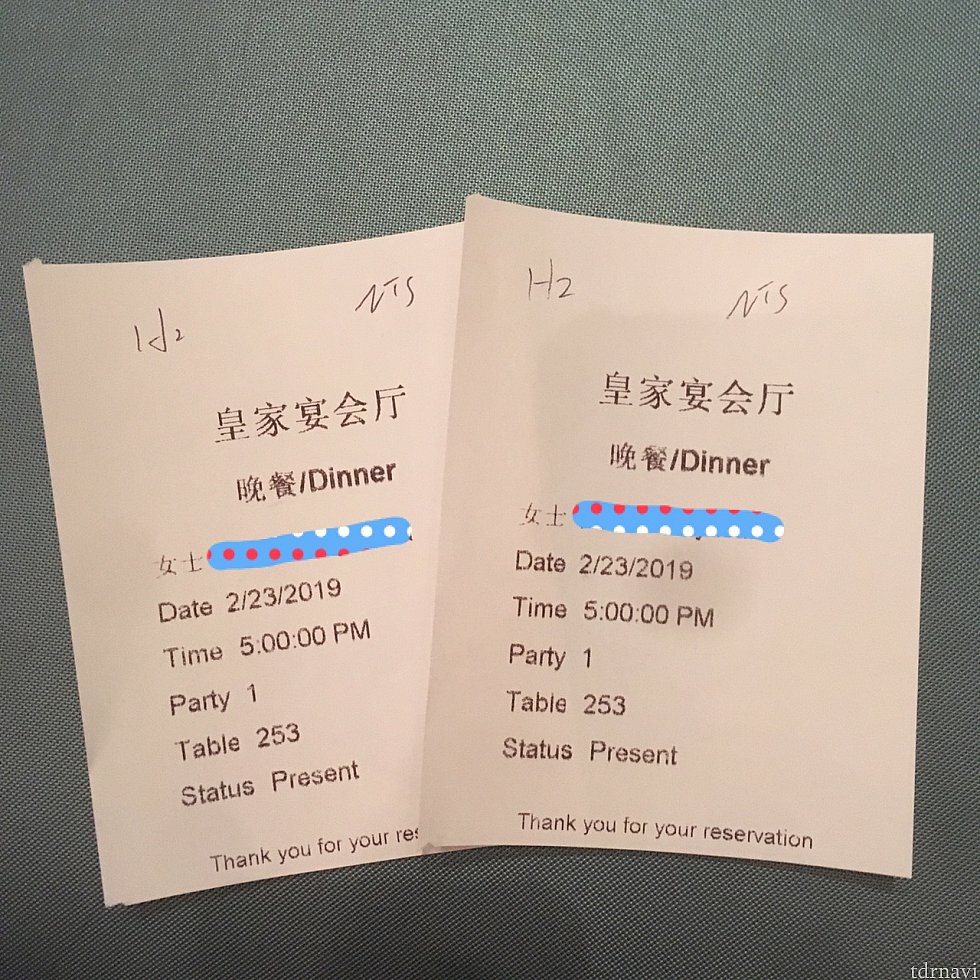 H2 NTS
皇家宴会厅
晚餐/Dinner
女士
Date 2/23/2019
Time 5:00:00 PM
Party 1
Table 253
Status Present
Thank you for your res
H2 NTS
皇家宴会厅
晚餐/Dinner
女士
Date 2/23/2019
Time 5:00:00 PM
Party 1
Table 253
Status Present
Thank you for your reservation
tdrnavi